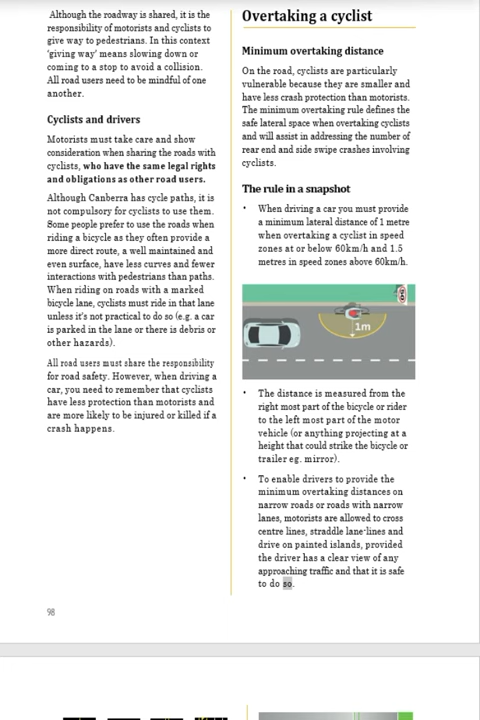 Although the roadway is shared, it is the
responsibility of motorists and cyclists to
give way to pedestrians. In this context
'giving way' means slowing down or
coming to a stop to avoid a collision.
All road users need to be mindful of one
another.
Cyclists and drivers
Motorists must take care and show
consideration when sharing the roads with
cyclists, who have the same legal rights
and obligations as other road users.
Although Canberra has cycle paths, it is
not compulsory for cyclists to use them.
Some people prefer to use the roads when
riding a bicycle as they often provide a
more direct route, a well maintained and
even surface, have less curves and fewer
interactions with pedestrians than paths.
When riding on roads with a marked
bicycle lane, cyclists must ride in that lane
unless it's not practical to do so (e.g. a car
is parked in the lane or there is debris or
other hazards).
All road users must share the responsibility
for road safety. However, when driving a
car, you need to remember that cyclists
have less protection than motorists and
are more likely to be injured or killed if a
crash happens.
98
Overtaking a cyclist
Minimum overtaking distance
On the road, cyclists are particularly
vulnerable because they are smaller and
have less crash protection than motorists.
The minimum overtaking rule defines the
safe lateral space when overtaking cyclists
and will assist in addressing the number of
rear end and side swipe crashes involving
cyclists.
The rule in a snapshot
• When driving a car you must provide
a minimum lateral distance of 1 metre
when overtaking a cyclist in speed
zones at or below 60km/h and 1.5
metres in speed zones above 60km/h.
1m
• The distance is measured from the
right most part of the bicycle or rider
to the left most part of the motor
vehicle (or anything projecting at a
height that could strike the bicycle or
trailer eg. mirror).
• To enable drivers to provide the
minimum overtaking distances on
narrow roads or roads with narrow
lanes, motorists are allowed to cross
centre lines, straddle lane-lines and
drive on painted islands, provided
the driver has a clear view of any
approaching traffic and that it is safe
to do so.